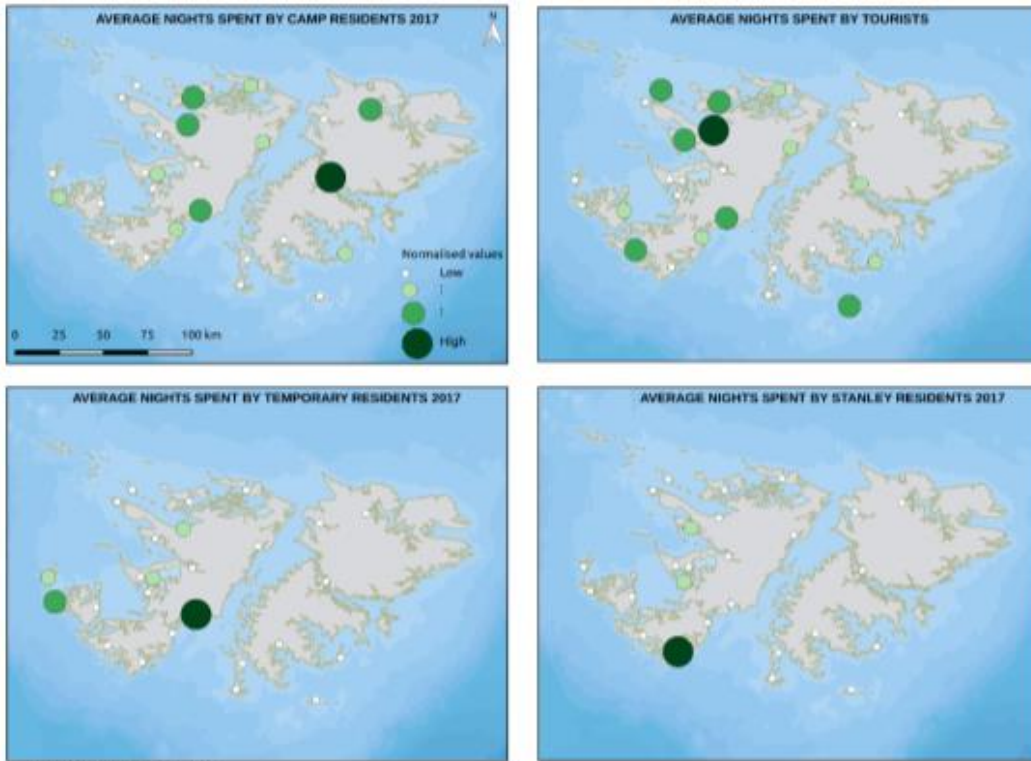 AVERAGE NIGHTS SPENT BY CAMP RESIDENTS 2017
N
Normalised values
Low
High
0 25 50 75 100 km
AVERAGE NIGHTS SPENT BY TOURISTS
AVERAGE NIGHTS SPENT BY TEMPORARY RESIDENTS 2017
AVERAGE NIGHTS SPENT BY STANLEY RESIDENTS 2017